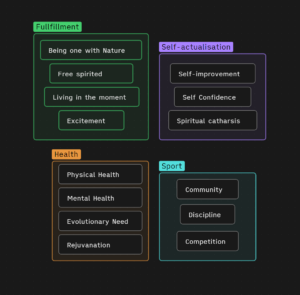 Fullfillment
Being one with Nature
Free spirited
Living in the moment
Excitement
Self-actualisation
Self-improvement
Self Confidence
Spiritual catharsis
Health
Physical Health
Mental Health
Evolutionary Need
Rejuvanation
Sport
Community
Discipline
Competition